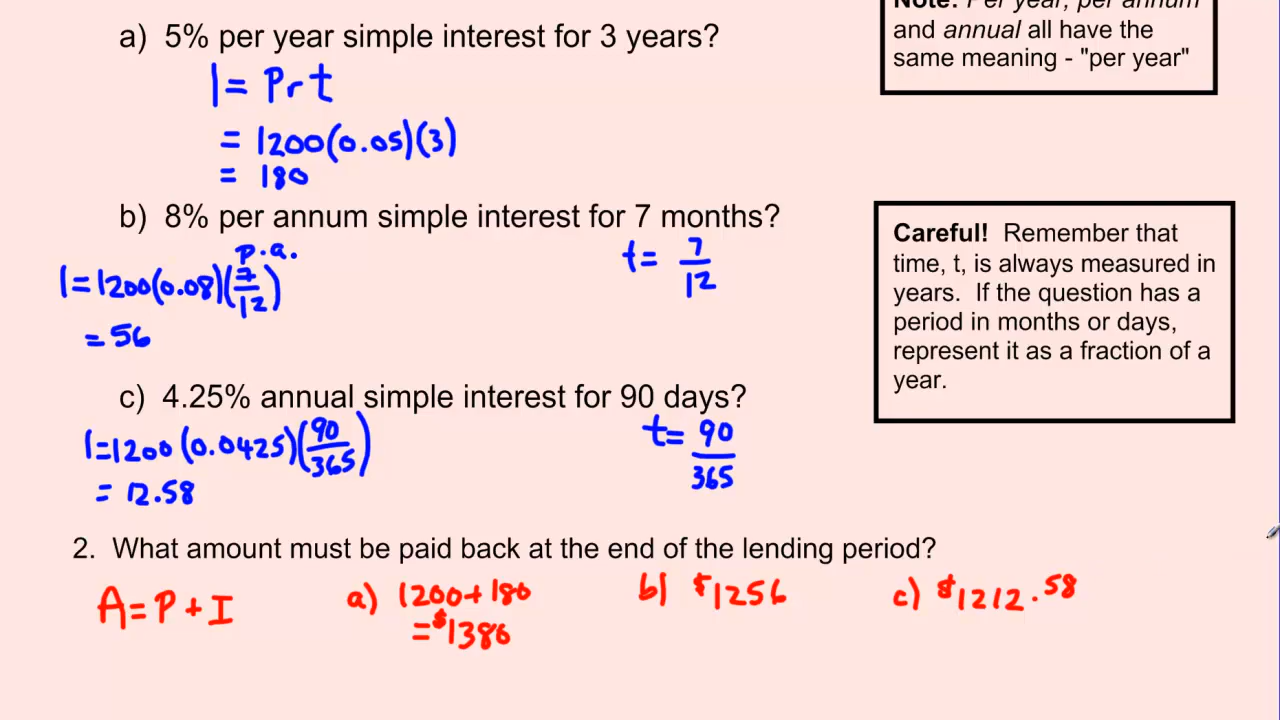 Note: Per year, per annum
and annual all have the
same meaning - "per year"
a) 5% per year simple interest for 3 years?
I = Prt
= 1200(0.05)(3)
= 180
b) 8% per annum simple interest for 7 months?
p.a.
I=1200(0.08)(7/12)
= 56
t= 7/12
Careful! Remember that
time, t, is always measured in
years. If the question has a
period in months or days,
represent it as a fraction of a
year.
c) 4.25% annual simple interest for 90 days?
I=1200(0.0425)(90/365)
= 12.58
t= 90/365
2. What amount must be paid back at the end of the lending period?
A=P+I
a) 1200+180
=$1380
b) $1256
c) $1212.58